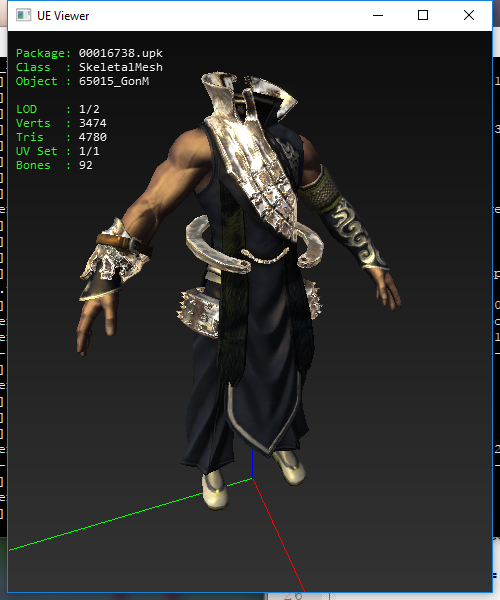 UE Viewer
Package: 00016738.upk
Class : SkeletalMesh
Object : 65015_GonM
LOD : 1/2
Verts : 3474
Tris : 4780
UV Set : 1/1
Bones : 92